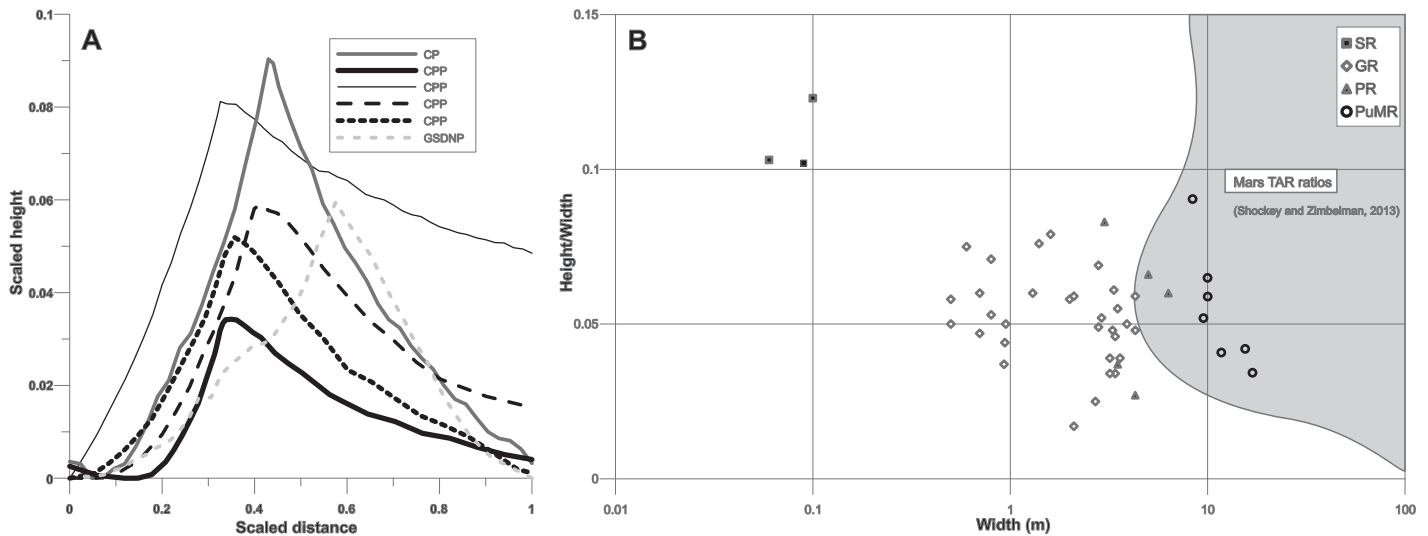 A
Scaled height
0.1
0.08
0.06
0.04
0.02
0
0 0.2 0.4 0.6 0.8 1
Scaled distance
CP
CPP
CPP
CPP
CPP
GSDNP
B
Height/Width
0.15
0.1
0.05
0
0.01 0.1 1 10 100
Width (m)
SR
GR
PR
PuMR
Mars TAR ratios
(Shockey and Zimbelman, 2013)